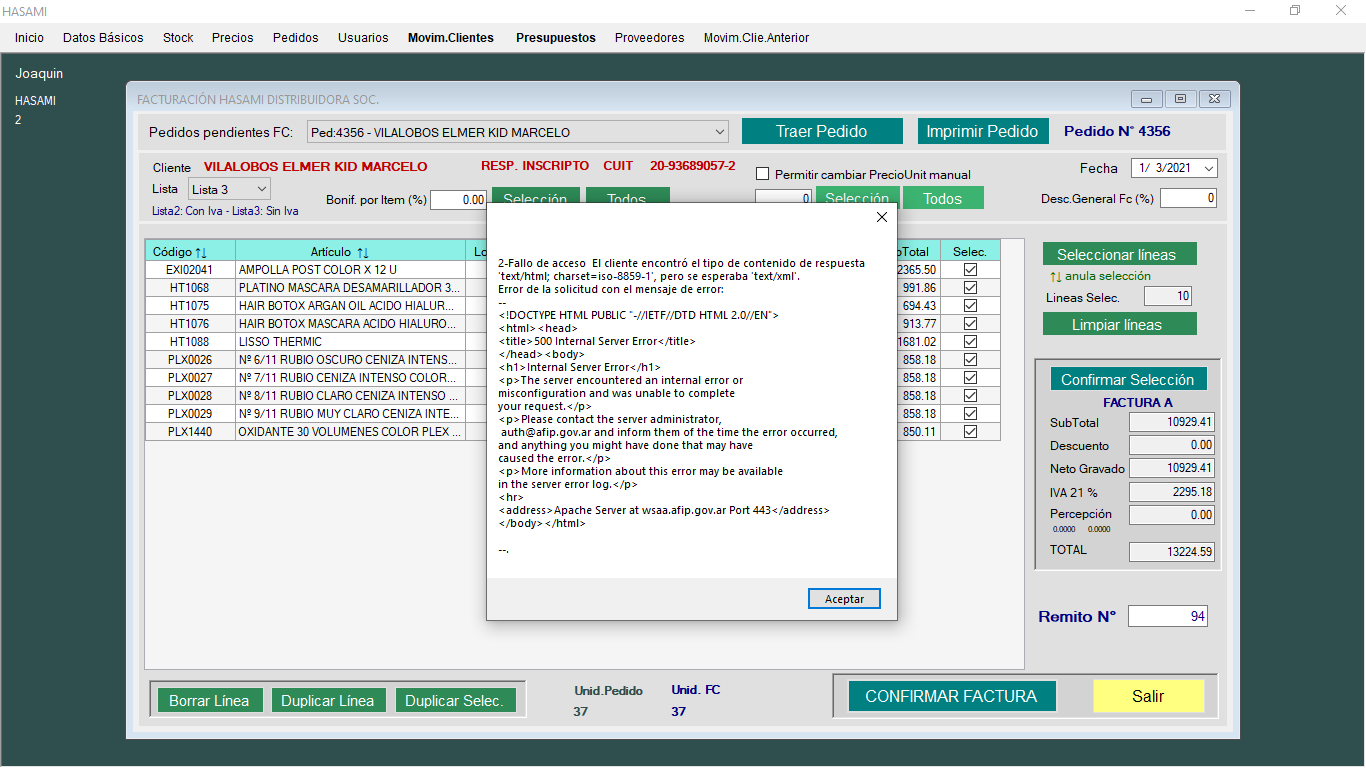 HASAMI
Inicio Datos Básicos Stock Precios Pedidos Usuarios Movim.Clientes Presupuestos Proveedores Movim.Clie.Anterior
Joaquin
HASAMI
2
FACTURACIÓN HASAMI DISTRIBUIDORA SOC.
Pedidos pendientes FC: Ped:4356 - VILALOBOS ELMER KID MARCELO Traer Pedido Imprimir Pedido Pedido N° 4356
Cliente VILALOBOS ELMER KID MARCELO RESP. INSCRIPTO CUIT 20-93689057-2 Permitir cambiar PrecioUnit manual Fecha 1/ 3/2021
Lista Lista 3 Bonif. por Item (%) 0.00 Selección Todos 0 Selección Todos Desc.General Fc (%) 0
Lista2: Con Iva - Lista3: Sin Iva
Código ↑↓ Artículo ↑↓ Lo bTotal Selec.
EXI02041 AMPOLLA POST COLOR X 12 U 2365.50
HT1068 PLATINO MASCARA DESAMARILLADOR 3... 991.86
HT1075 HAIR BOTOX ARGAN OIL ACIDO HIALUR... 694.43
HT1076 HAIR BOTOX MASCARA ACIDO HIALURO... 913.77
HT1088 LISSO THERMIC 1681.02
PLX0026 Nº 6/11 RUBIO OSCURO CENIZA INTENS... 858.18
PLX0027 Nº 7/11 RUBIO CENIZA INTENSO COLOR... 858.18
PLX0028 Nº 8/11 RUBIO CLARO CENIZA INTENSO ... 858.18
PLX0029 Nº 9/11 RUBIO MUY CLARO CENIZA INTE... 858.18
PLX1440 OXIDANTE 30 VOLUMENES COLOR PLEX ... 850.11
2-Fallo de acceso El cliente encontró el tipo de contenido de respuesta
'text/html; charset=iso-8859-1', pero se esperaba 'text/xml'.
Error de la solicitud con el mensaje de error:
--
<!DOCTYPE HTML PUBLIC "-//IETF//DTD HTML 2.0//EN">
<html><head>
<title>500 Internal Server Error</title>
</head><body>
<h1>Internal Server Error</h1>
<p>The server encountered an internal error or
misconfiguration and was unable to complete
your request.</p>
<p>Please contact the server administrator,
auth@afip.gov.ar and inform them of the time the error occurred,
and anything you might have done that may have
caused the error.</p>
<p>More information about this error may be available
in the server error log.</p>
<hr>
<address>Apache Server at wsaa.afip.gov.ar Port 443</address>
</body></html>
--.
Aceptar
Seleccionar líneas
↑↓ anula selección
Lineas Selec. 10
Limpiar líneas
Confirmar Selección
FACTURA A
SubTotal 10929.41
Descuento 0.00
Neto Gravado 10929.41
IVA 21 % 2295.18
Percepción 0.00
0.0000 0.0000
TOTAL 13224.59
Remito Nº 94
Borrar Línea Duplicar Línea Duplicar Selec. Unid.Pedido Unid. FC CONFIRMAR FACTURA Salir
37 37